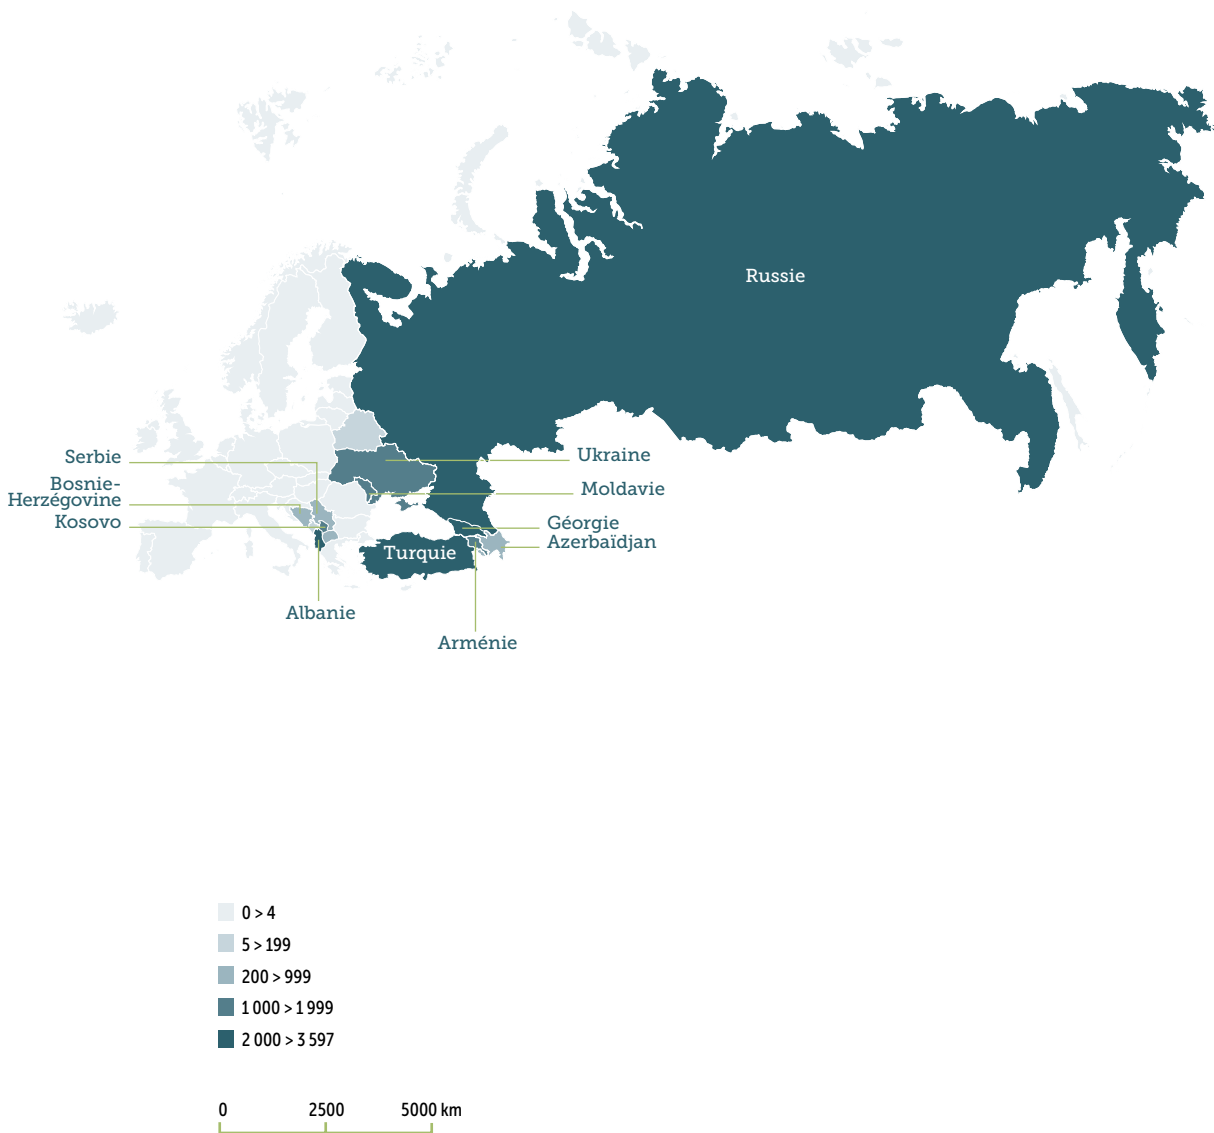 Russie
Serbie
Bosnie-
Herzégovine
Kosovo
Ukraine
Moldavie
Géorgie
Azerbaïdjan
Turquie
Albanie
Arménie
0 > 4
5 > 199
200 > 999
1 000 > 1 999
2 000 > 3 597
0 2500 5000 km